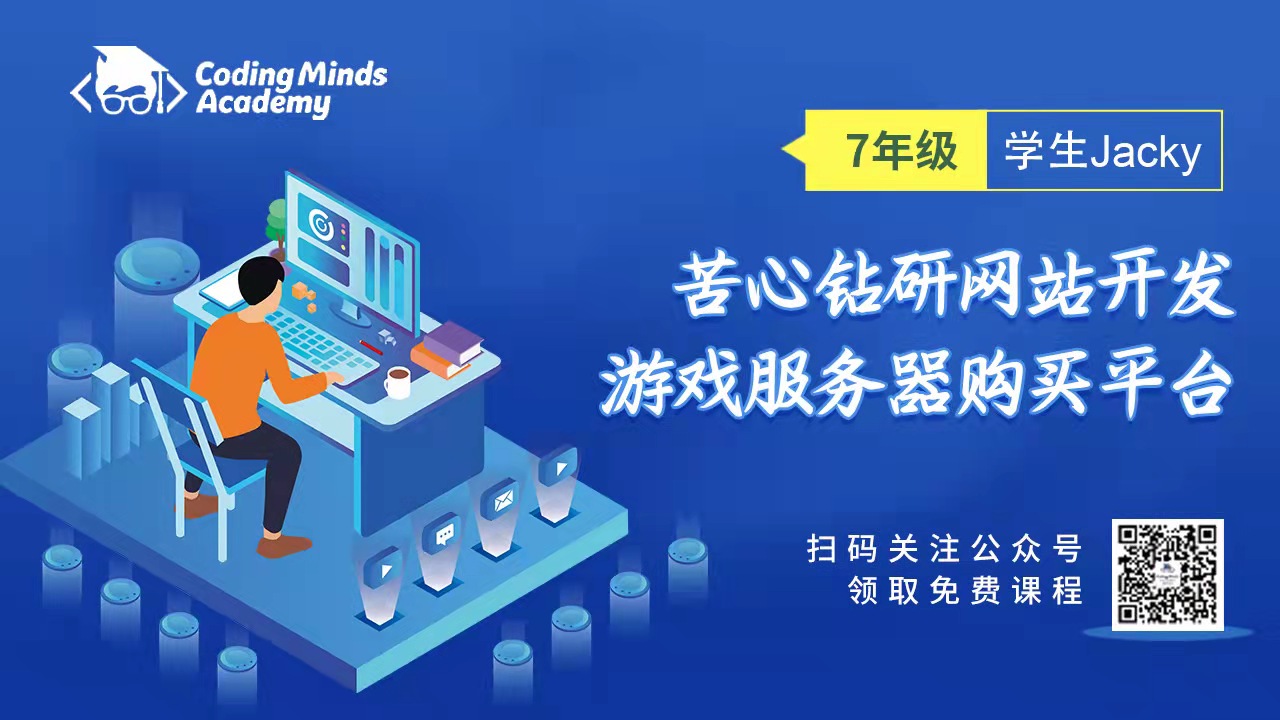 Coding Minds
Academy
7年级 学生Jacky
苦心钻研网站开发
游戏服务器购买平台
扫码关注公众号
领取免费课程